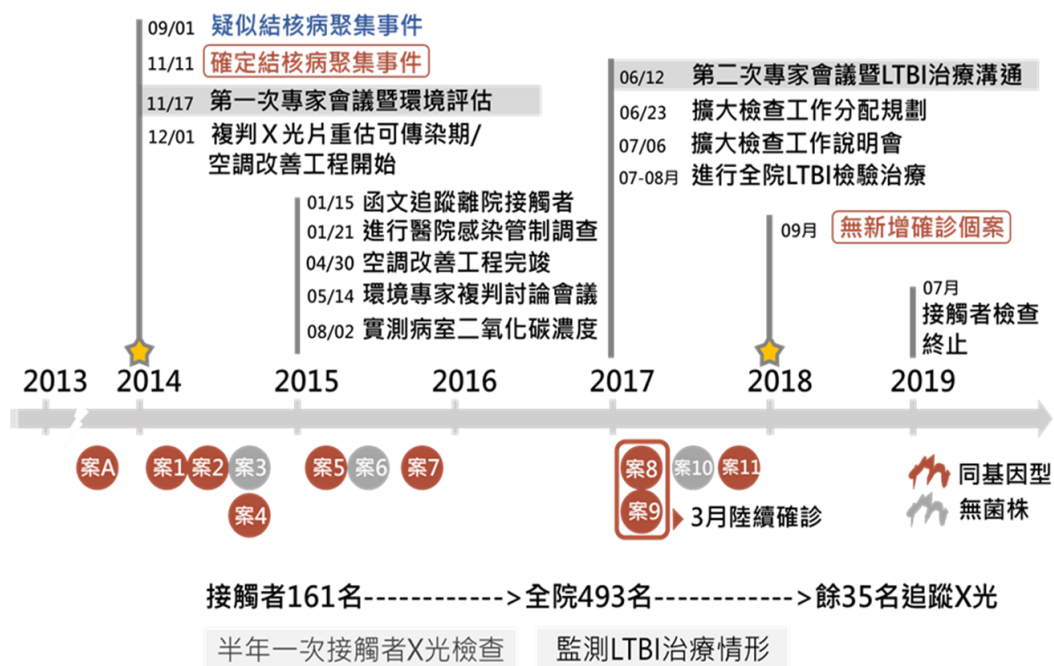 09/01 疑似結核病聚集事件
11/11 確定結核病聚集事件
11/17 第一次專家會議暨環境評估
12/01 複判X光片重估可傳染期/
空調改善工程開始
01/15 函文追蹤離院接觸者
01/21 進行醫院感染管制調查
04/30 空調改善工程完竣
05/14 環境專家複判討論會議
08/02 實測病室二氧化碳濃度
06/12 第二次專家會議暨LTBI治療溝通
06/23 擴大檢查工作分配規劃
07/06 擴大檢查工作說明會
07-08月 進行全院LTBI檢驗治療
09月 無新增確診個案
07月
接觸者檢查
終止
2013 2014 2015 2016 2017 2018 2019
案A 案1 案2 案3 案5 案6 案7 案8 案10 案11
案4 案9 3月陸續確診
同基因型
無菌株
接觸者161名------------>全院493名------------>餘35名追蹤X光
半年一次接觸者X光檢查 監測LTBI治療情形